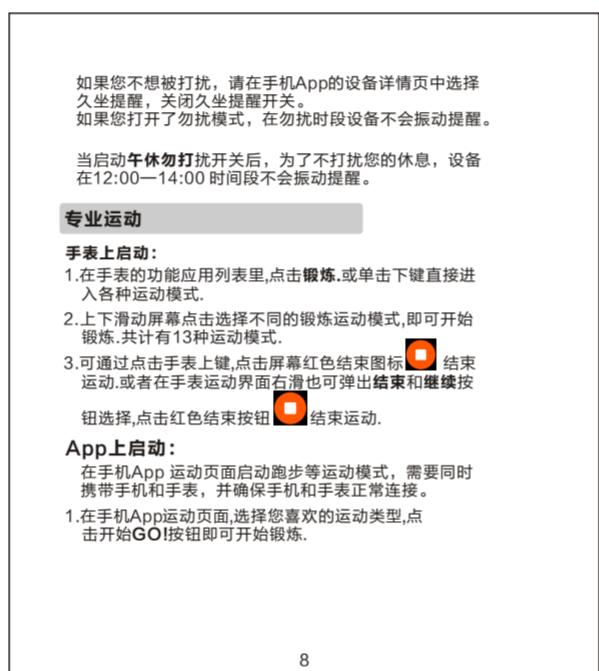 如果您不想被打扰，请在手机App的设备详情页中选择
久坐提醒，关闭久坐提醒开关。
如果您打开了勿扰模式，在勿扰时段设备不会振动提醒。
当启动午休勿打扰开关后，为了不打扰您的休息，设备
在12:00—14:00 时间段不会振动提醒。
专业运动
手表上启动：
1.在手表的功能应用列表里,点击锻炼.或单击下键直接进
入各种运动模式.
2.上下滑动屏幕点击选择不同的锻炼运动模式,即可开始
锻炼.共计有13种运动模式.
3.可通过点击手表上键,点击屏幕红色结束图标 结束
运动.或者在手表运动界面右滑也可弹出结束和继续按
钮选择,点击红色结束按钮 结束运动.
App上启动：
在手机App 运动页面启动跑步等运动模式，需要同时
携带手机和手表，并确保手机和手表正常连接。
1.在手机App运动页面,选择您喜欢的运动类型,点
击开始GO!按钮即可开始锻炼.
8